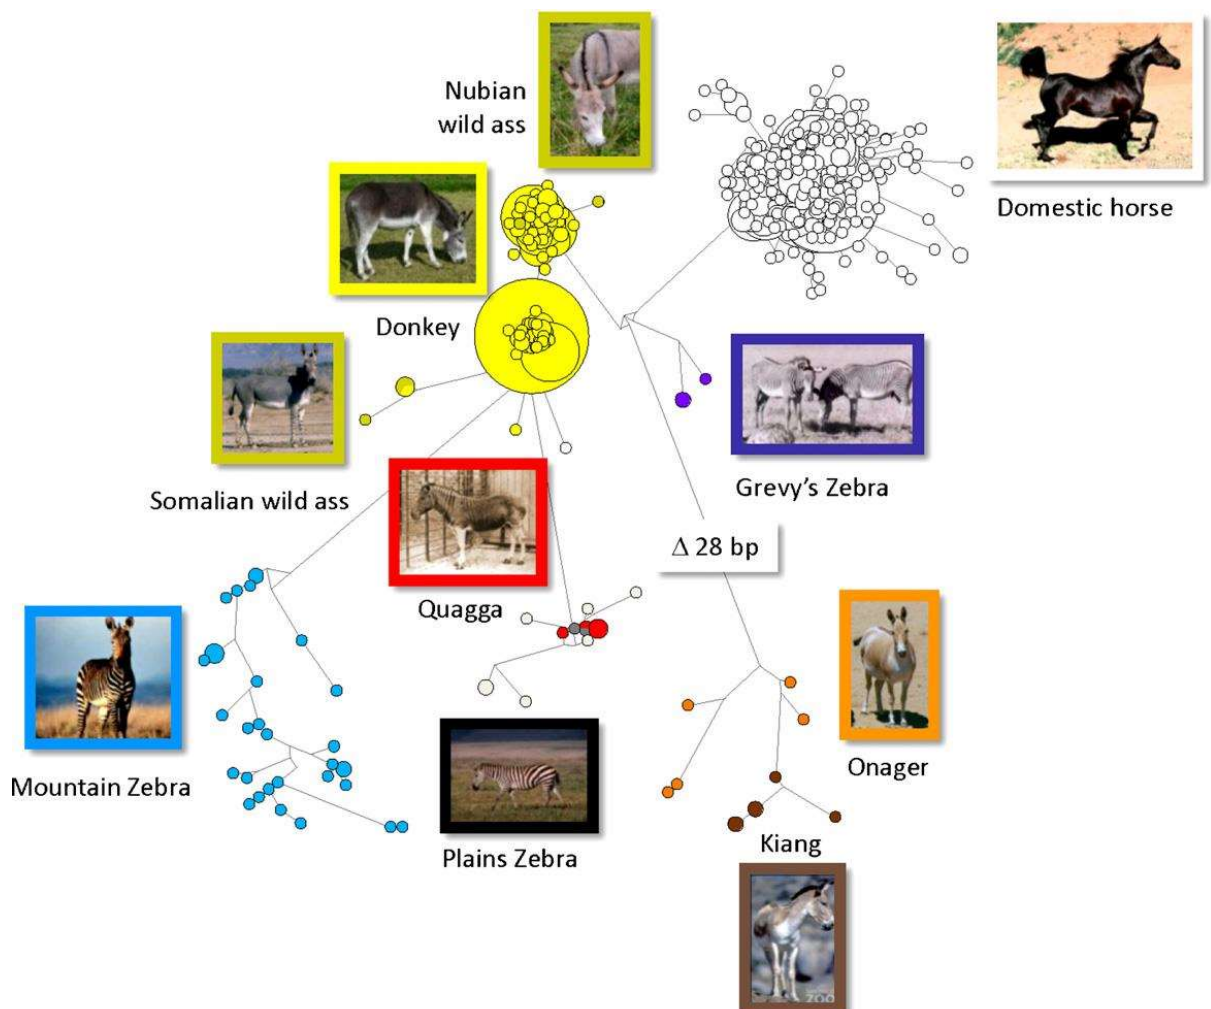 Nubian
wild ass
Domestic horse
Donkey
Somalian wild ass
Grevy's Zebra
Δ 28 bp
Quagga
Mountain Zebra
Onager
Plains Zebra
Kiang
ZOO